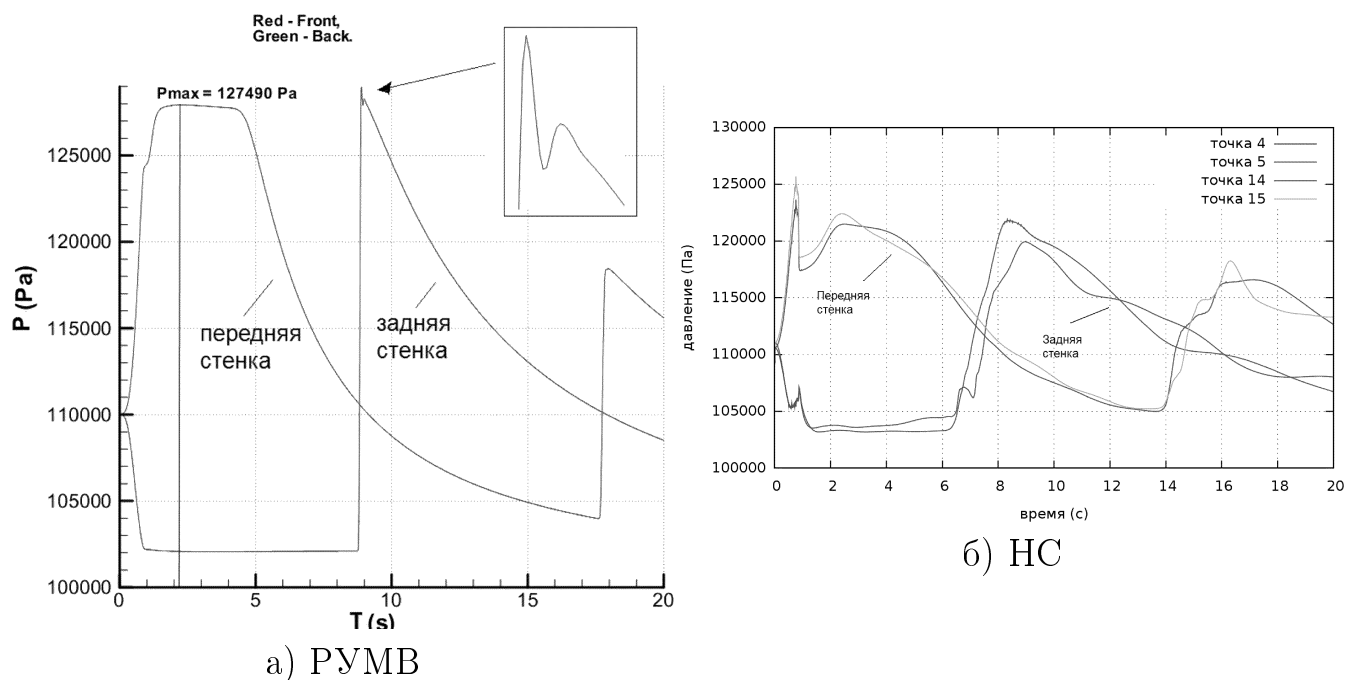 Red - Front,
Green - Back.
Pmax = 127490 Pa
P (Pa)
125000
120000
115000
110000
105000
100000
передняя
стенка
задняя
стенка
0 5 10 15 20
T (s)
а) РУМВ
давление (Па)
130000
125000
120000
115000
110000
105000
100000
точка 4
точка 5
точка 14
точка 15
Передняя
стенка
Задняя
стенка
0 2 4 6 8 10 12 14 16 18 20
время (с)
б) НС